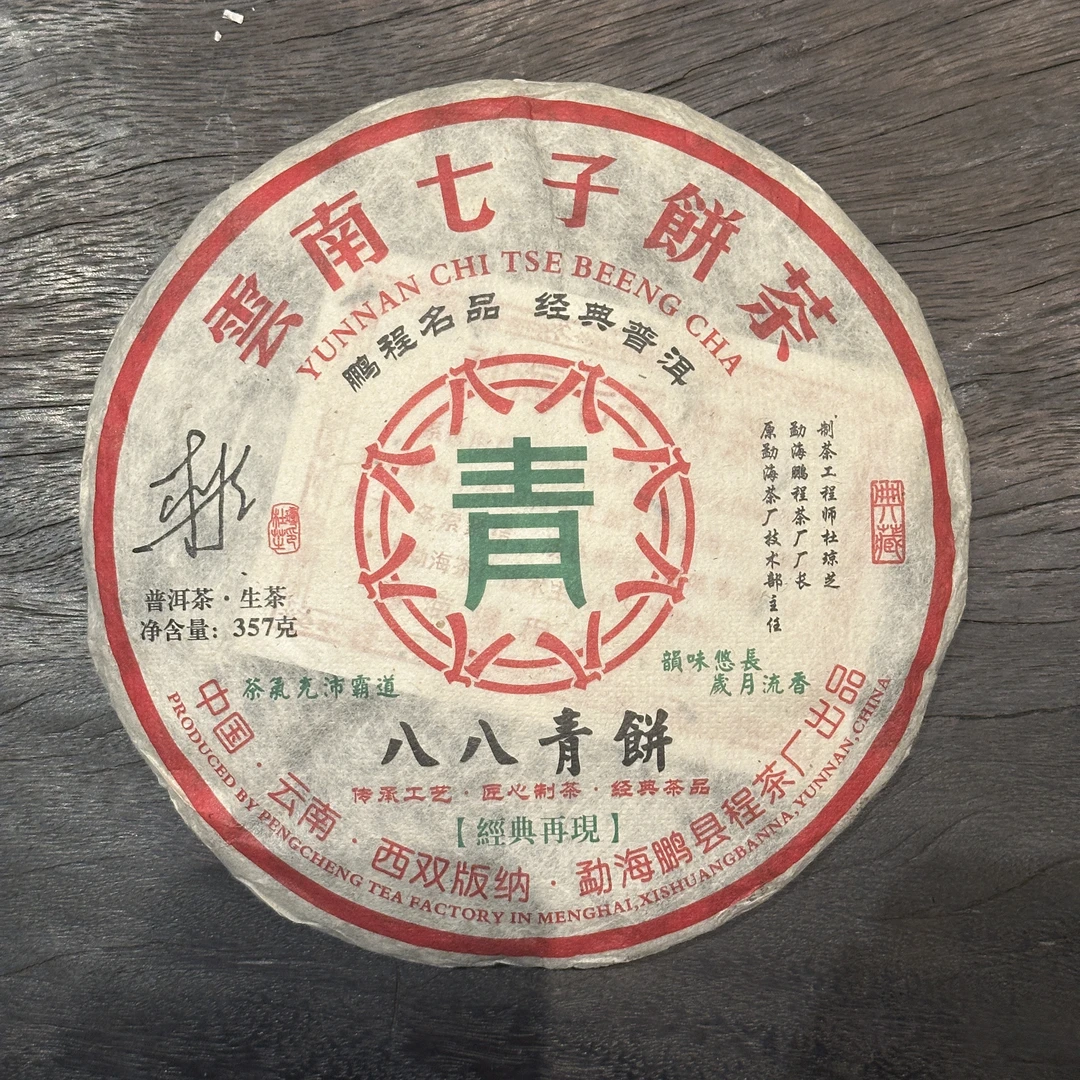 雲南七子餅茶
YUNNAN CHI TSE BEENG CHA
鹏程名品 经典普洱
八八
青
制茶工程师杜琼芝
勐海鹏程茶厂厂长
原勐海茶厂技术部主任
典藏
普洱茶·生茶
净含量：357克
茶氣充沛霸道
韻味悠長
歲月流香
八八青餅
传承工艺·匠心制茶·经典茶品
【經典再現】
中国·云南·西双版纳·勐海鹏县程茶厂出品
PRODUCED BY PENGCHENG TEA FACTORY IN MENGHAI,XISHUANGBANNA,YUNNAN,CHINA